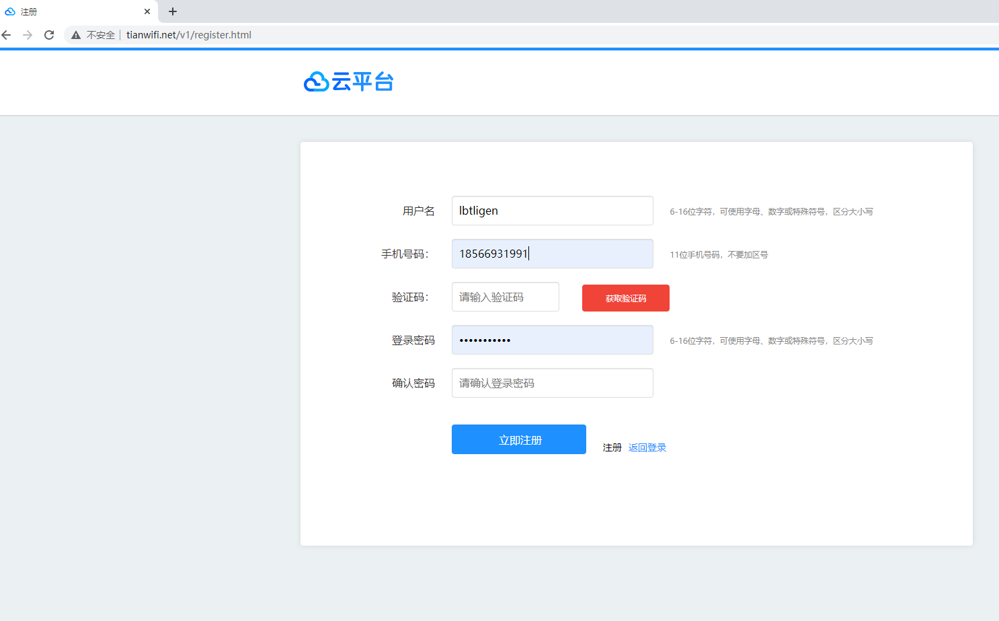 注册
不安全 tianwifi.net/v1/register.html
云平台
用户名 lbtligen 6-16位字符，可使用字母、数字或特殊符号，区分大小写
手机号码： 18566931991 11位手机号码，不要加区号
验证码： 请输入验证码 获取验证码
登录密码 ••••••••••• 6-16位字符，可使用字母、数字或特殊符号，区分大小写
确认密码 请确认登录密码
立即注册 注册 返回登录